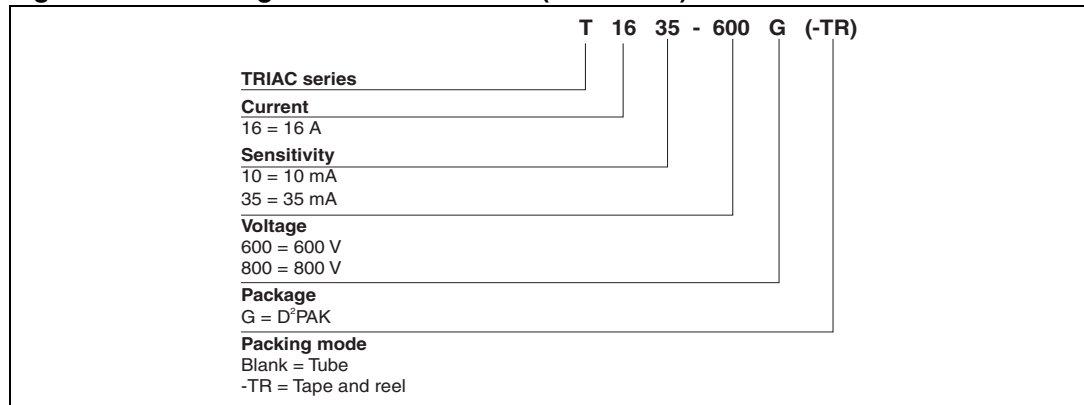 T 16 35 - 600 G (-TR)
TRIAC series
Current
16 = 16 A
Sensitivity
10 = 10 mA
35 = 35 mA
Voltage
600 = 600 V
800 = 800 V
Package
G = D²PAK
Packing mode
Blank = Tube
-TR = Tape and reel